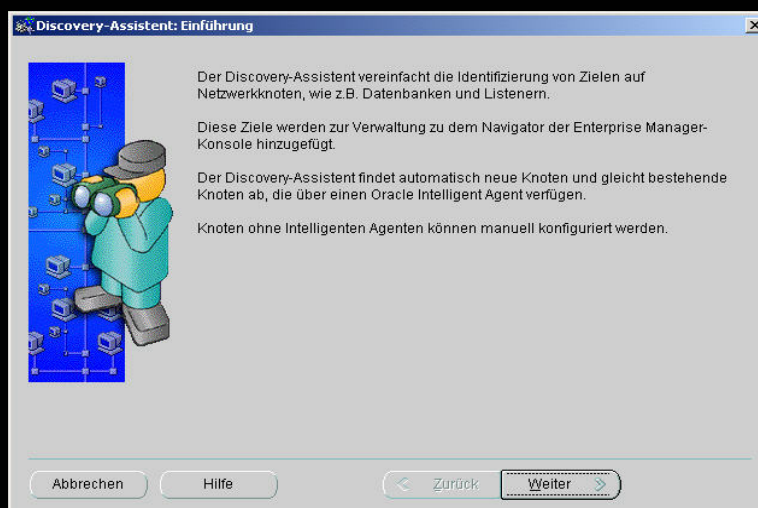 Discovery-Assistent: Einführung
Der Discovery-Assistent vereinfacht die Identifizierung von Zielen auf
Netzwerkknoten, wie z.B. Datenbanken und Listenern.
Diese Ziele werden zur Verwaltung zu dem Navigator der Enterprise Manager-
Konsole hinzugefügt.
Der Discovery-Assistent findet automatisch neue Knoten und gleicht bestehende
Knoten ab, die über einen Oracle Intelligent Agent verfügen.
Knoten ohne Intelligenten Agenten können manuell konfiguriert werden.
Abbrechen
Hilfe
Zurück
Weiter